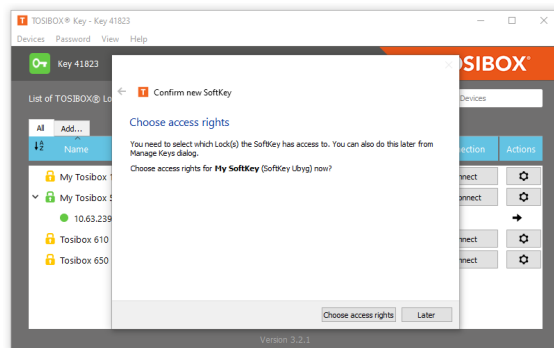 TOSIBOX® Key - Key 41823
Devices Password View Help
Key 41823
SIBOX®
List of TOSIBOX® Lo
Devices
Confirm new SoftKey
Choose access rights
You need to select which Lock(s) the SoftKey has access to. You can also do this later from
Manage Keys dialog.
Choose access rights for My SoftKey (SoftKey Ubyg) now?
All Add...
Name
ection Actions
My Tosibox 1
nnect
My Tosibox
onnect
10.63.239
Tosibox 610
nnect
Tosibox 650
nnect
Choose access rights Later
Version 3.2.1